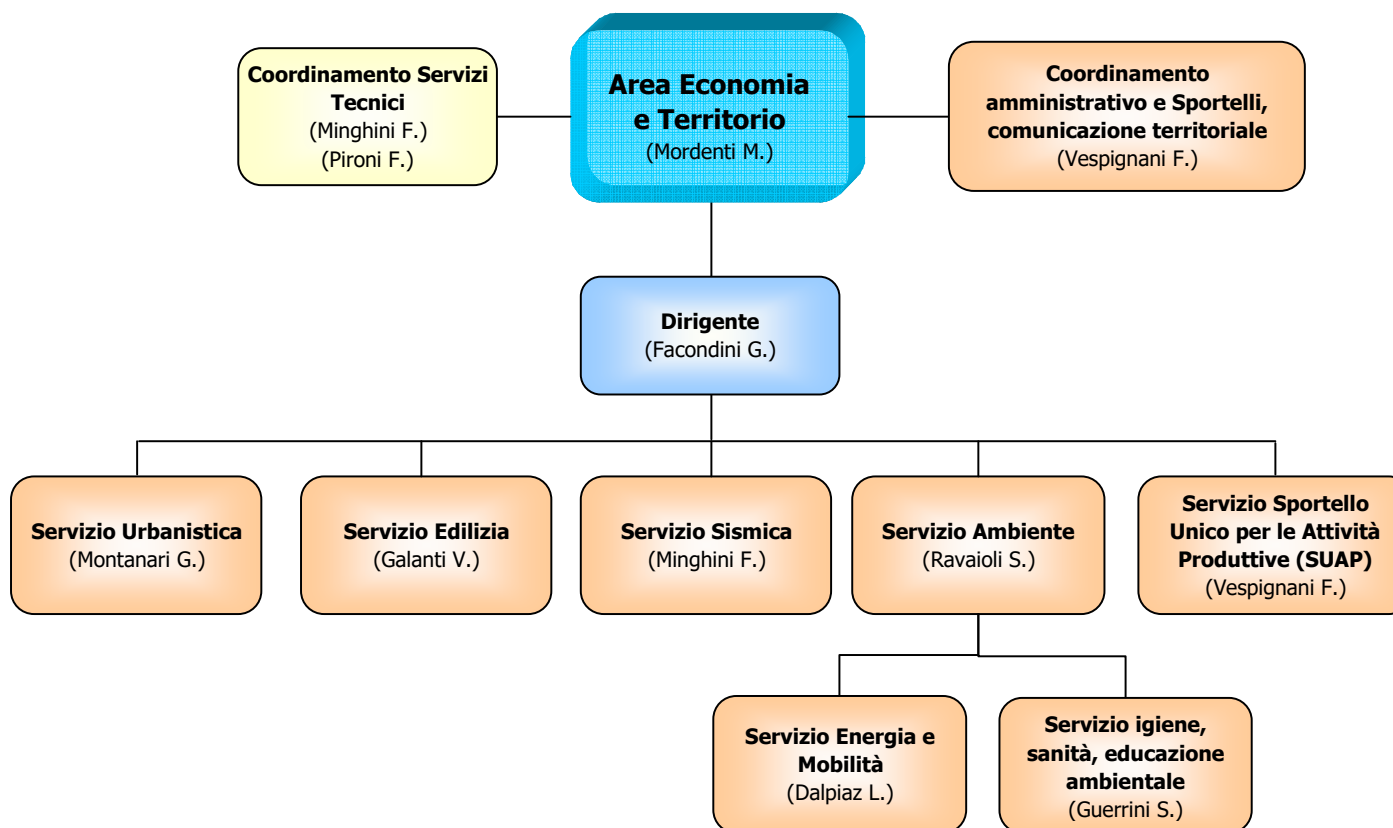 Coordinamento Servizi
Tecnici
(Minghini F.)
(Pironi F.)
Area Economia
e Territorio
(Mordenti M.)
Coordinamento
amministrativo e Sportelli,
comunicazione territoriale
(Vespignani F.)
Dirigente
(Facondini G.)
Servizio Urbanistica
(Montanari G.)
Servizio Edilizia
(Galanti V.)
Servizio Sismica
(Minghini F.)
Servizio Ambiente
(Ravaioli S.)
Servizio Sportello
Unico per le Attività
Produttive (SUAP)
(Vespignani F.)
Servizio Energia e
Mobilità
(Dalpiaz L.)
Servizio igiene,
sanità, educazione
ambientale
(Guerrini S.)